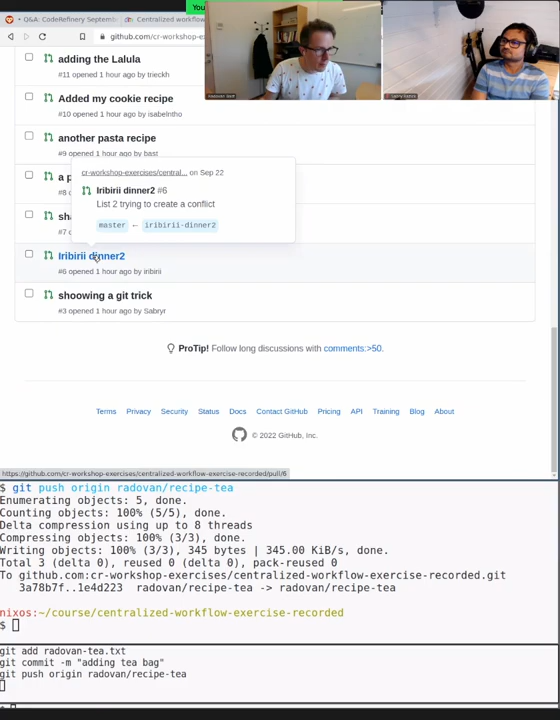 Q&A: CodeRefinery Septemb
Centralized workflow
You
github.com/cr-workshop-e
adding the Lalula
#11 opened 1 hour ago by trieckh
Added my cookie recipe
#10 opened 1 hour ago by isabelntho
another pasta recipe
#9 opened 1 hour ago by bast
cr-workshop-exercises/central... on Sep 22
a p
Iribirii dinner2 #6
#8 o
List 2 trying to create a conflict
sha
master ← iribirii-dinner2
#7 o
Iribirii dinner2
#6 opened 1 hour ago by iribirii
shoowing a git trick
#3 opened 1 hour ago by Sabryr
ProTip! Follow long discussions with comments:>50.
Terms Privacy Security Status Docs Contact GitHub Pricing API Training Blog About
© 2022 GitHub, Inc.
https://github.com/cr-workshop-exercises/centralized-workflow-exercise-recorded/pull/6
$ git push origin radovan/recipe-tea
Enumerating objects: 5, done.
Counting objects: 100% (5/5), done.
Delta compression using up to 8 threads
Compressing objects: 100% (3/3), done.
Writing objects: 100% (3/3), 345 bytes | 345.00 KiB/s, done.
Total 3 (delta 0), reused 0 (delta 0), pack-reused 0
To github.com:cr-workshop-exercises/centralized-workflow-exercise-recorded.git
3a78b7f..1e4d223 radovan/recipe-tea -> radovan/recipe-tea
nixos:~/course/centralized-workflow-exercise-recorded
$
git add radovan-tea.txt
git commit -m "adding tea bag"
git push origin radovan/recipe-tea